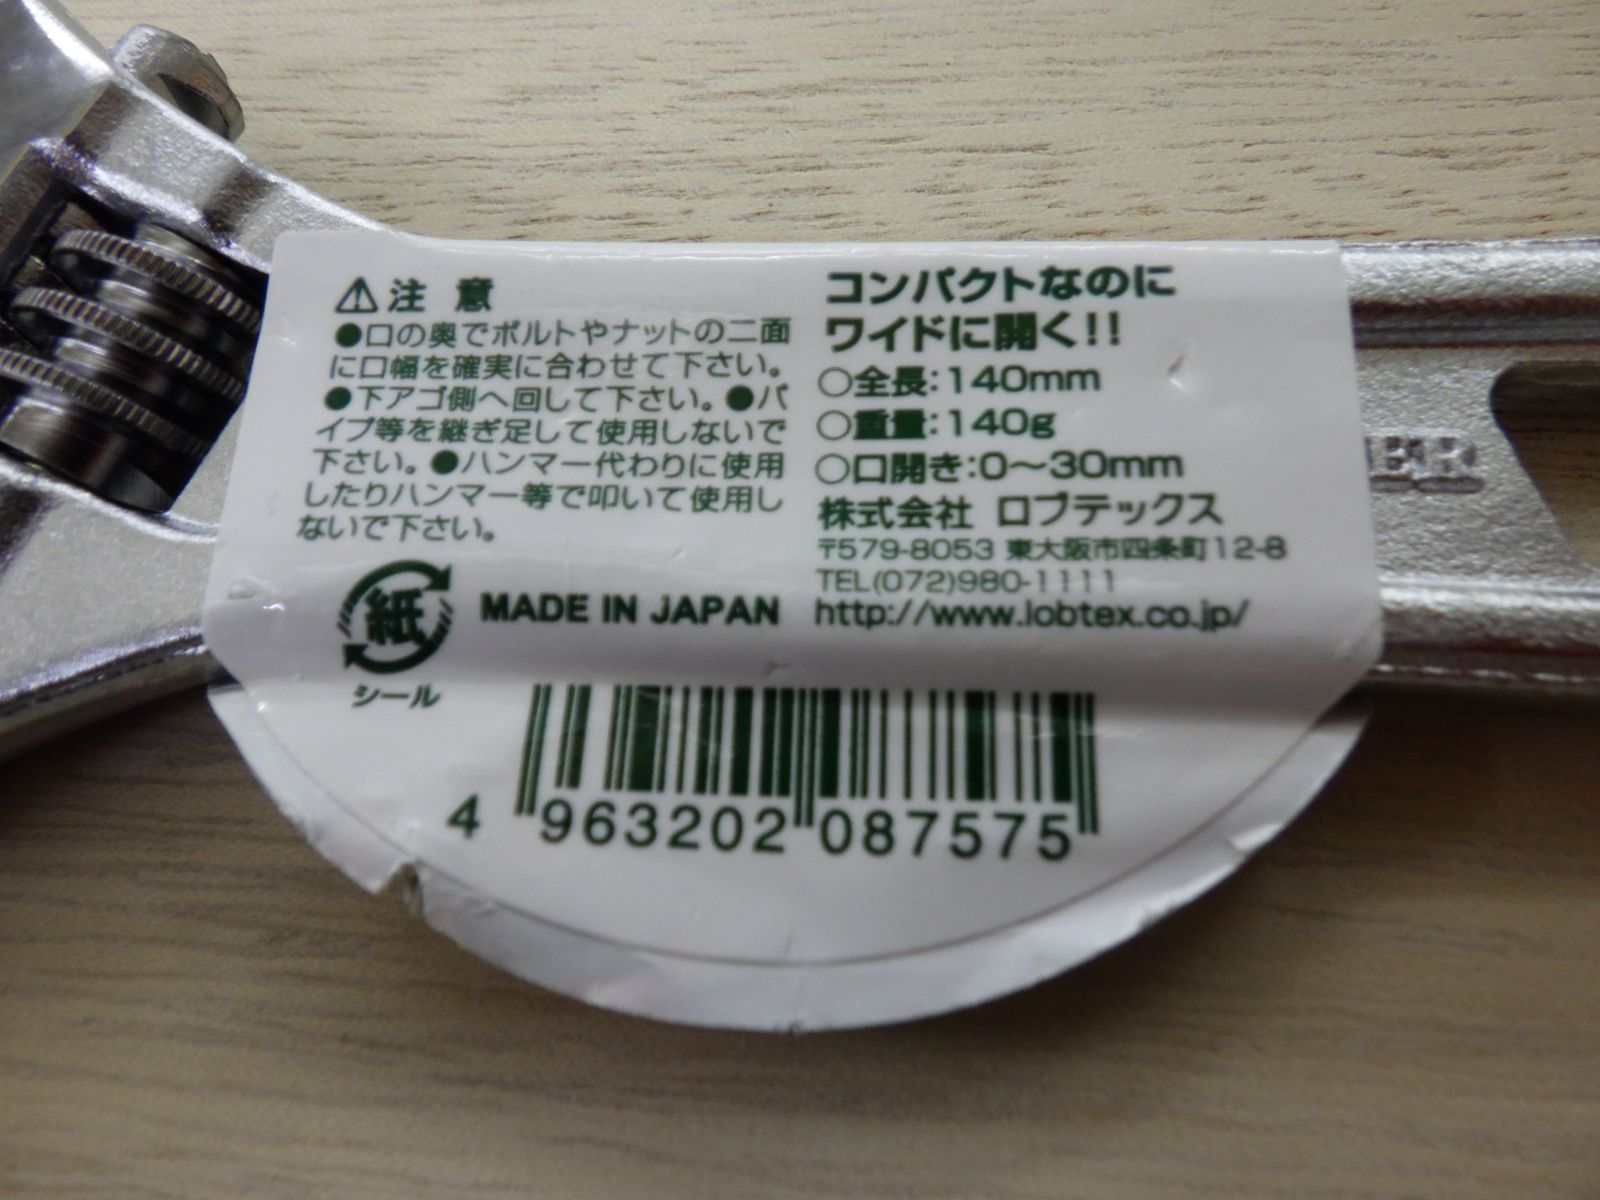 ⚠注 意
●口の奥でボルトやナットの二面
に口幅を確実に合わせて下さい。
●下アゴ側へ回して下さい。●パ
イプ等を継ぎ足して使用しないで
下さい。●ハンマー代わりに使用
したりハンマー等で叩いて使用し
ないで下さい。
紙
シール
MADE IN JAPAN
コンパクトなのに
ワイドに開く!!
○全長:140mm
○重量:140g
○口開き:0〜30mm
株式会社 ロブテックス
〒579-8053 東大阪市四条町12-8
TEL(072)980-1111
http://www.lobtex.co.jp/
4 963202 087575